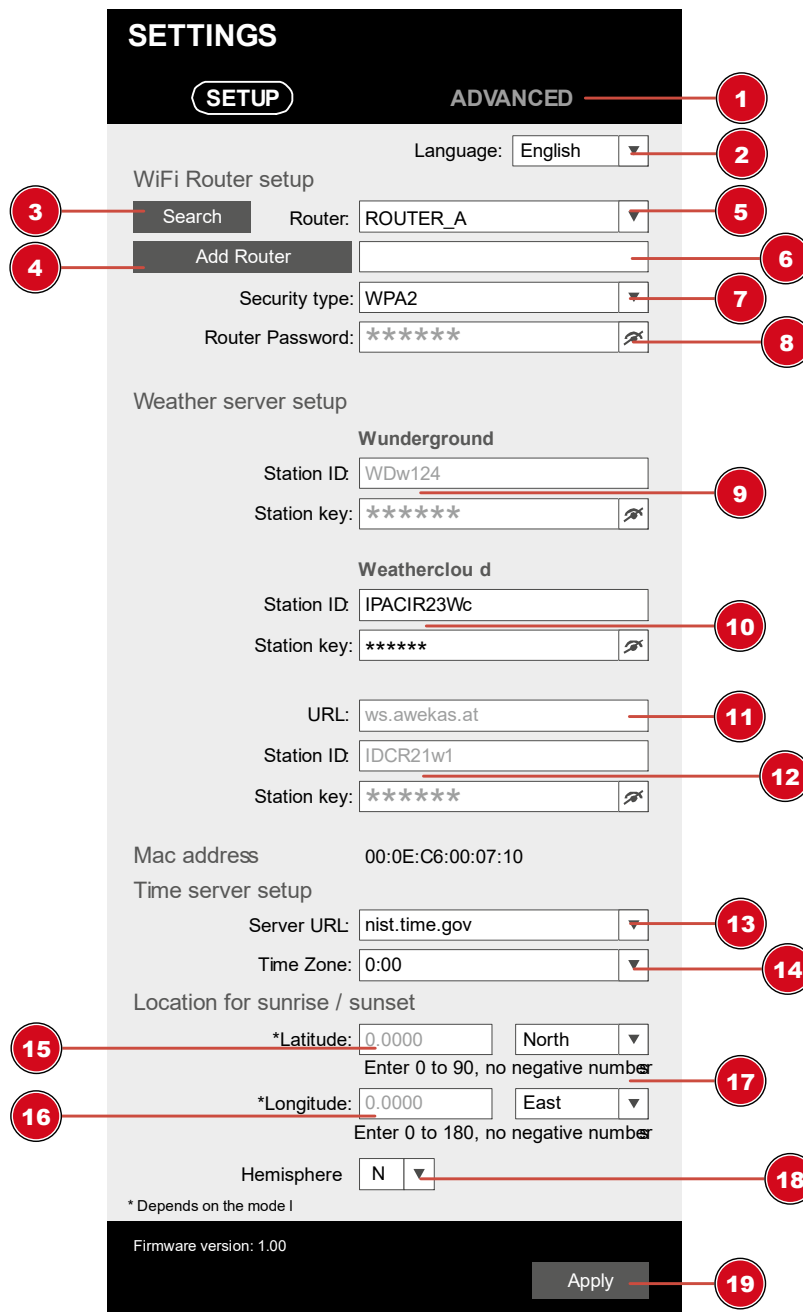 SETTINGS
SETUP ADVANCED 1
Language: English 2
WiFi Router setup
3 Search Router: ROUTER_A 5
4 Add Router 6
Security type: WPA2 7
Router Password: ****** 8
Weather server setup
Wunderground
Station ID: WDw124
9
Station key: ******
Weatherclou d
Station ID: IPACIR23Wc
10
Station key: ******
URL: ws.awekas.at 11
Station ID: IDCR21w1
12
Station key: ******
Mac address 00:0E:C6:00:07:10
Time server setup
Server URL: nist.time.gov 13
Time Zone: 0:00 14
Location for sunrise / sunset
15 *Latitude: 0.0000 North
Enter 0 to 90, no negative numbers
17
16 *Longitude: 0.0000 East
Enter 0 to 180, no negative numbers
Hemisphere N 18
* Depends on the mode l
Firmware version: 1.00
Apply 19